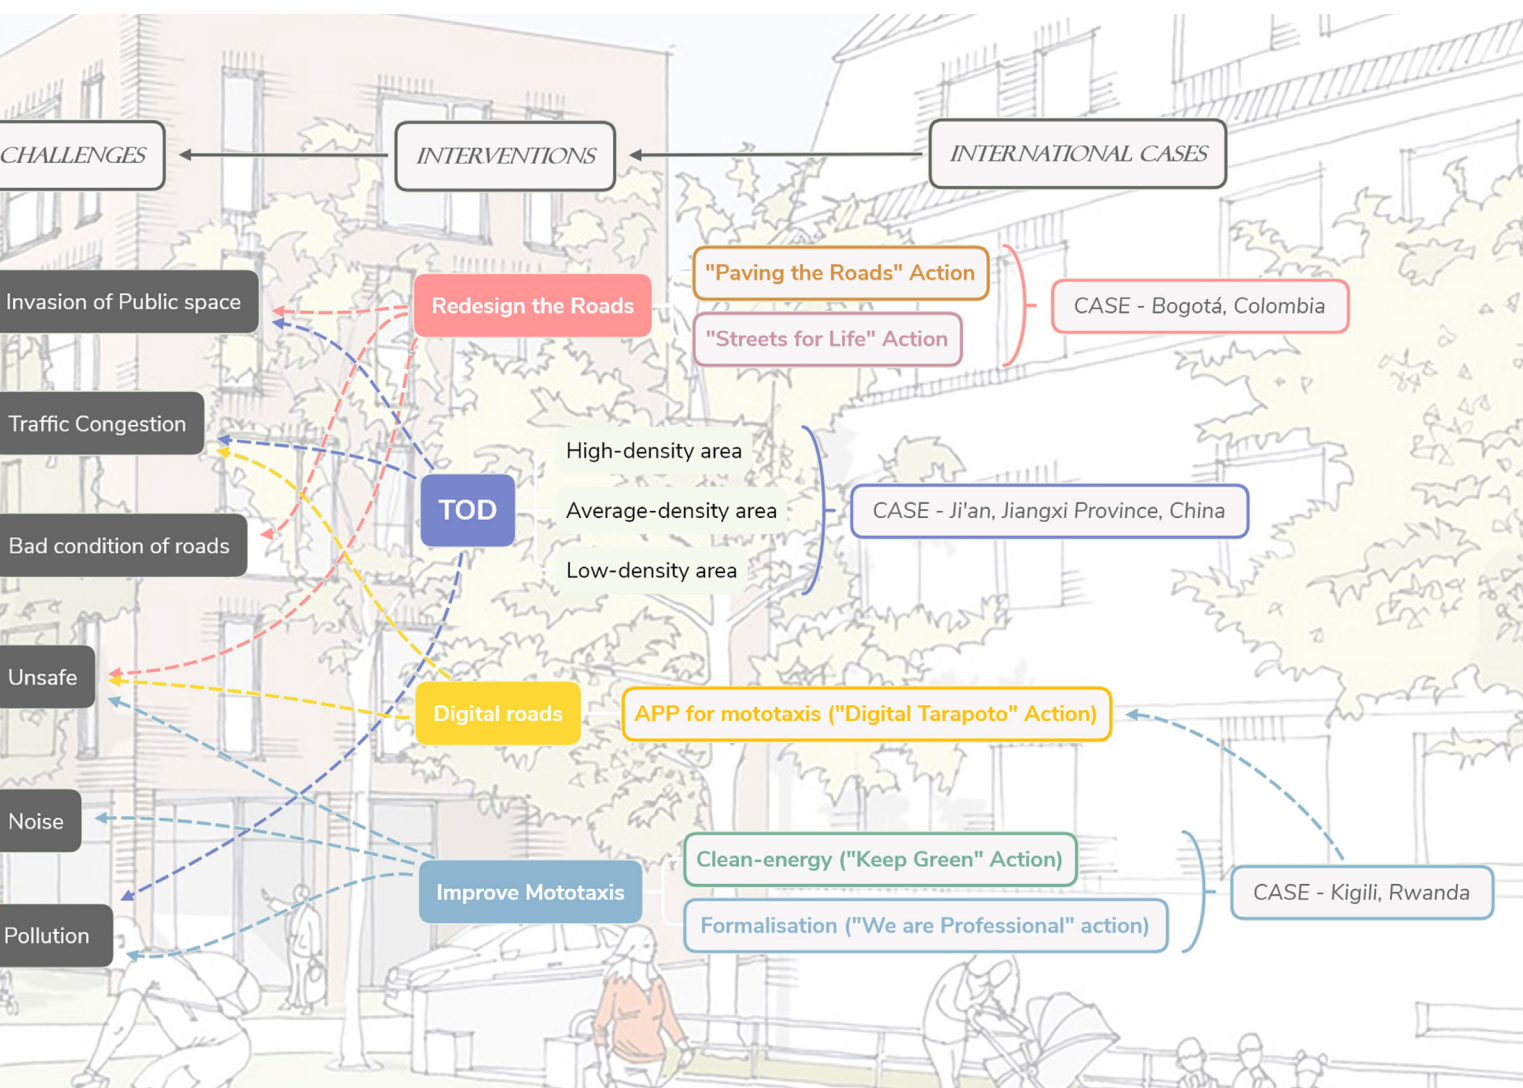 CHALLENGES
INTERVENTIONS
INTERNATIONAL CASES
Invasion of Public space
Redesign the Roads
"Paving the Roads" Action
"Streets for Life" Action
CASE - Bogotá, Colombia
Traffic Congestion
Bad condition of roads
TOD
High-density area
Average-density area
Low-density area
CASE - Ji'an, Jiangxi Province, China
Unsafe
Digital roads
APP for mototaxis ("Digital Tarapoto" Action)
Noise
Pollution
Improve Mototaxis
Clean-energy ("Keep Green" Action)
Formalisation ("We are Professional" action)
CASE - Kigili, Rwanda